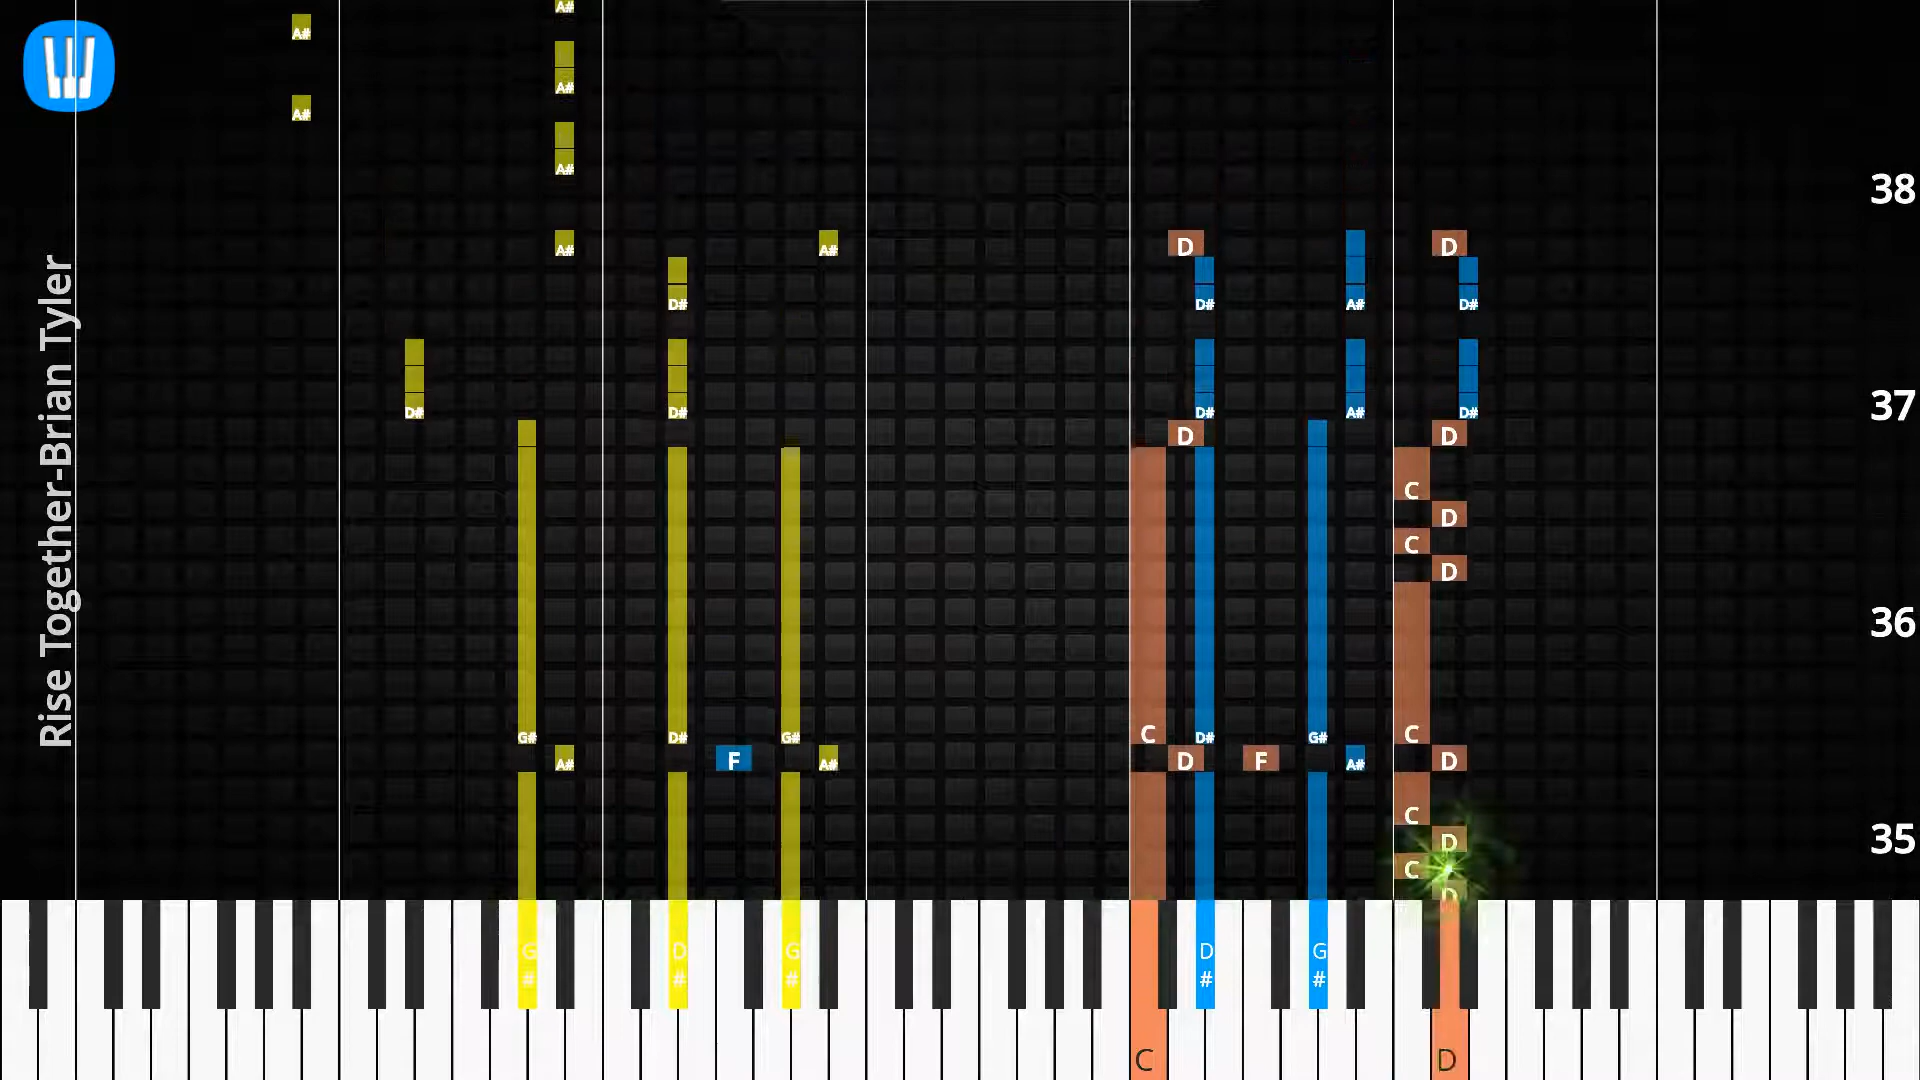 A#
A#
A#
A#
A#
38
A# A# D D
D# D# A# D#
Rise Together-Brian Tyler
D# D# D# A# D#
37
D D
C
D
C
D
36
G# D# G# C D# G# C
A# F A# D F A# D
C
D
35
C
D
G# D# G# D# G#
C D